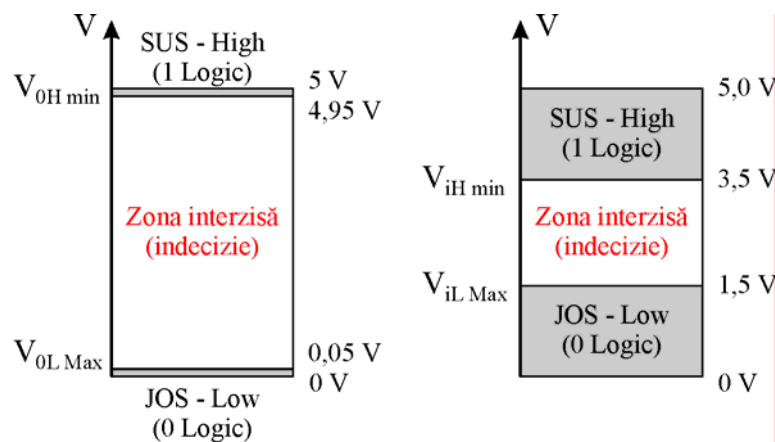 V
SUS - High
(1 Logic)
5 V
V0H min
4,95 V
Zona interzisă
(indecizie)
V0L Max
0,05 V
0 V
JOS - Low
(0 Logic)
V
5,0 V
SUS - High
(1 Logic)
ViH min
3,5 V
Zona interzisă
(indecizie)
ViL Max
1,5 V
JOS - Low
(0 Logic)
0 V